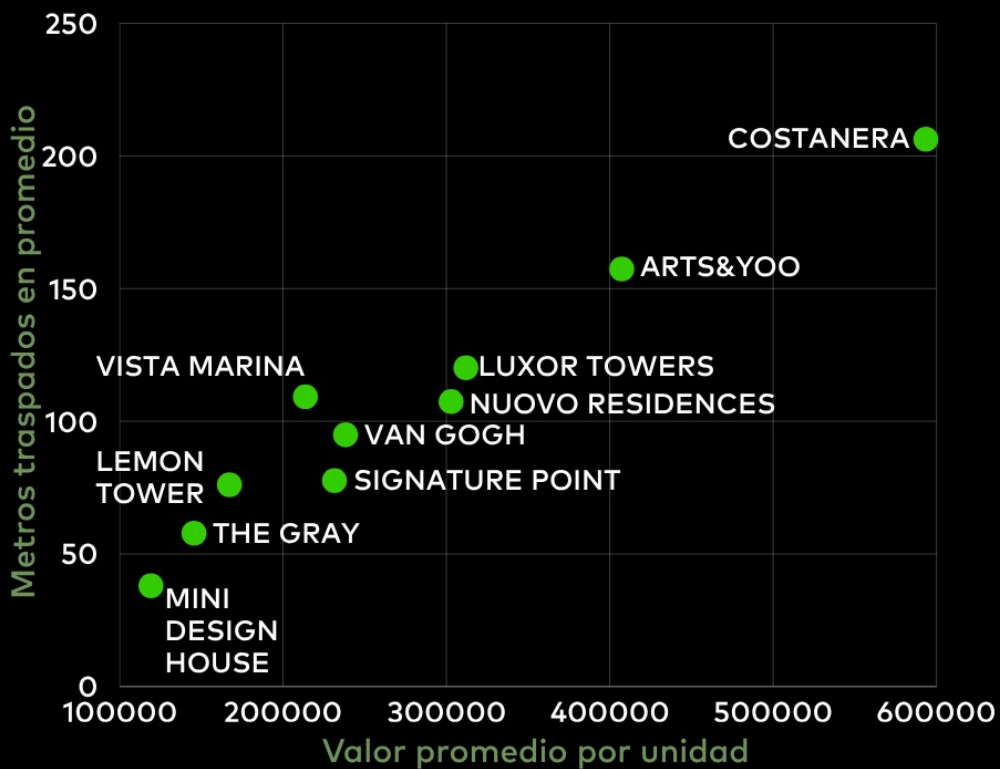 Metros traspados en promedio
250
200
150
100
50
0
COSTANERA
ARTS&YOO
VISTA MARINA
LUXOR TOWERS
NUOVO RESIDENCES
VAN GOGH
LEMON
TOWER
SIGNATURE POINT
THE GRAY
MINI
DESIGN
HOUSE
100000 200000 300000 400000 500000 600000
Valor promedio por unidad